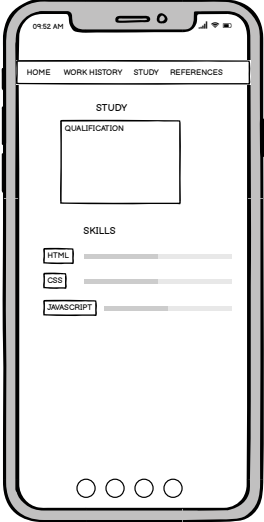 09:52 AM
HOME WORK HISTORY STUDY REFERENCES
STUDY
QUALIFICATION
SKILLS
HTML
CSS
JAVASCRIPT